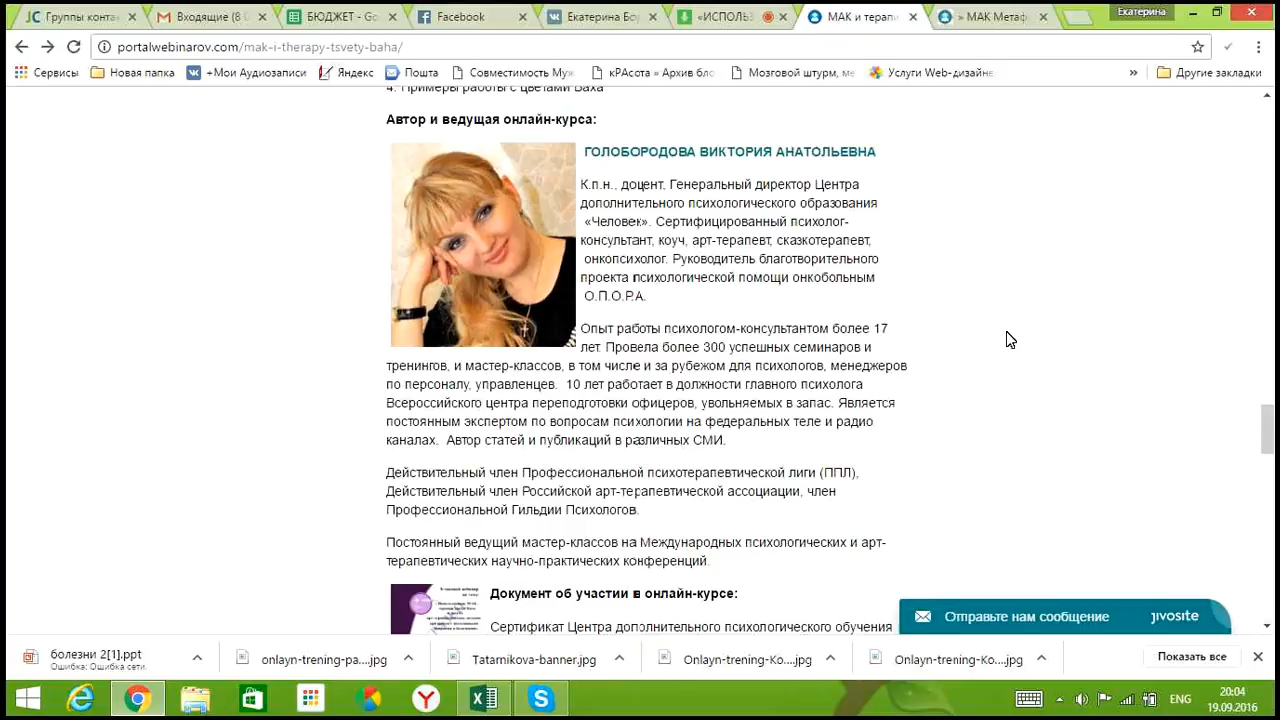 Группы конта
Входящие (8
БЮДЖЕТ - Go
Facebook
Екатерина Бо
«ИСПОЛЬ
МАК и терапи
» МАК Метаф
Екатерина
portalwebinarov.com/mak-i-therapy-tsvety-baha/
Сервисы
Новая папка
+Мои Аудиозаписи
Яндекс
Почта
Совместимость Муж
кРАсота » Архив бло
Мозговой штурм, ме
Услуги Web-дизайне
Другие закладки
4. Примеры работы с цветами Баха
Автор и ведущая онлайн-курса:
ГОЛОБОРОДОВА ВИКТОРИЯ АНАТОЛЬЕВНА
К.п.н., доцент. Генеральный директор Центра
дополнительного психологического образования
«Человек». Сертифицированный психолог-
консультант, коуч, арт-терапевт, сказкотерапевт,
онкопсихолог. Руководитель благотворительного
проекта психологической помощи онкобольным
О.П.О.Р.А.
Опыт работы психологом-консультантом более 17
лет. Провела более 300 успешных семинаров и
тренингов, и мастер-классов, в том числе и за рубежом для психологов, менеджеров
по персоналу, управленцев. 10 лет работает в должности главного психолога
Всероссийского центра переподготовки офицеров, увольняемых в запас. Является
постоянным экспертом по вопросам психологии на федеральных теле и радио
каналах. Автор статей и публикаций в различных СМИ.
Действительный член Профессиональной психотерапевтической лиги (ППЛ),
Действительный член Российской арт-терапевтической ассоциации, член
Профессиональной Гильдии Психологов.
Постоянный ведущий мастер-классов на Международных психологических и арт-
терапевтических научно-практических конференций.
Документ об участии в онлайн-курсе:
Сертификат Центра дополнительного психологического обучения
Отправьте нам сообщение
jivosite
болезни 2[1].ppt
Ошибка: Ошибка сети.
onlayn-trening-pa....jpg
Tatarnikova-banner.jpg
Onlayn-trening-Ko....jpg
Onlayn-trening-Ko....jpg
Показать все
ENG
20:04
19.09.2016